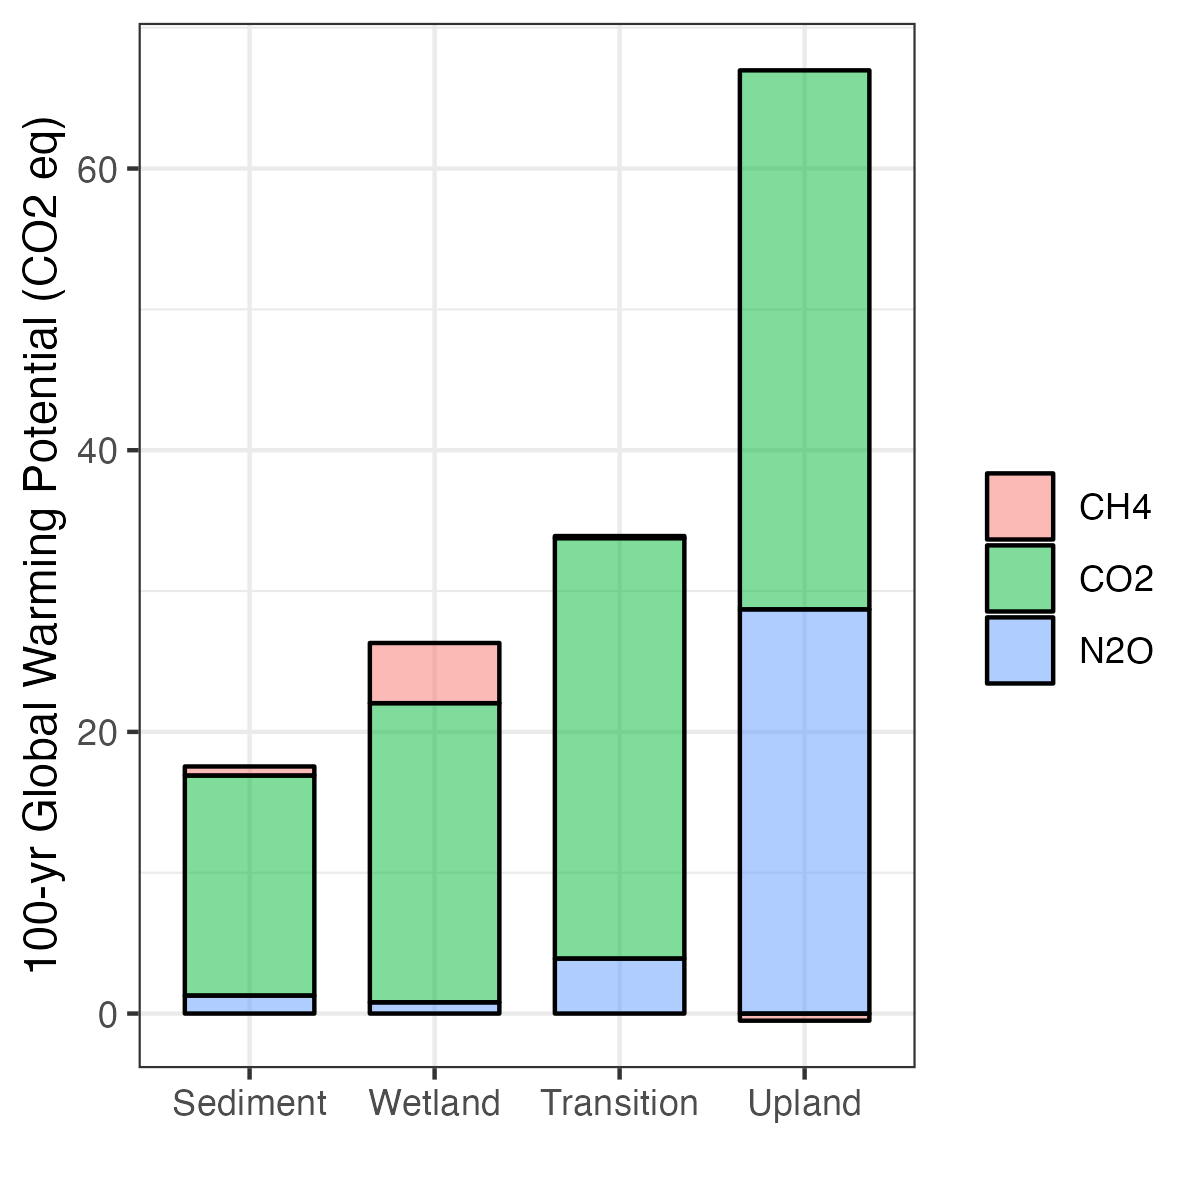 100-yr Global Warming Potential (CO2 eq)
60
40
20
0
Sediment
Wetland
Transition
Upland
CH4
CO2
N2O